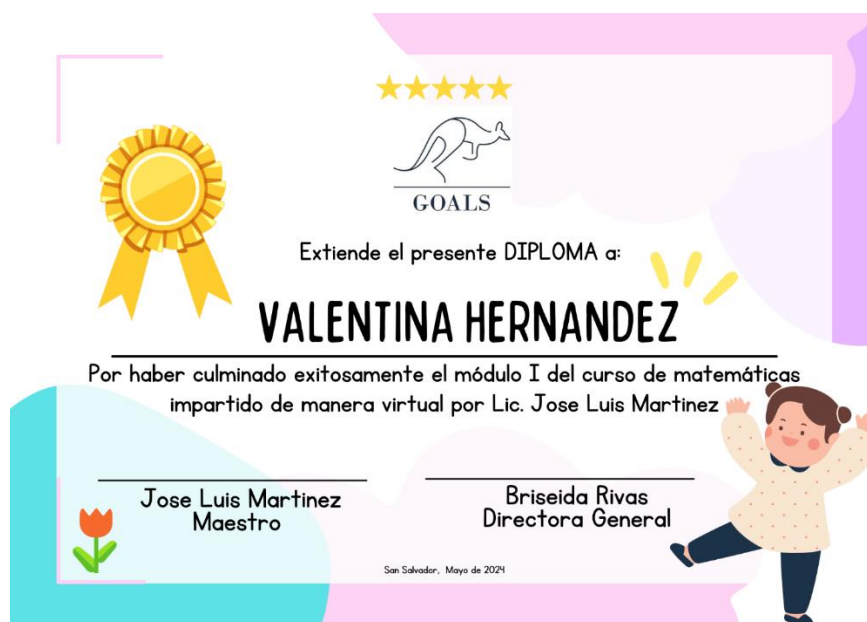 GOALS
Extiende el presente DIPLOMA a:
VALENTINA HERNANDEZ
Por haber culminado exitosamente el módulo I del curso de matemáticas
impartido de manera virtual por Lic. Jose Luis Martinez
Jose Luis Martinez
Maestro
Briseida Rivas
Directora General
San Salvador, Mayo de 2024